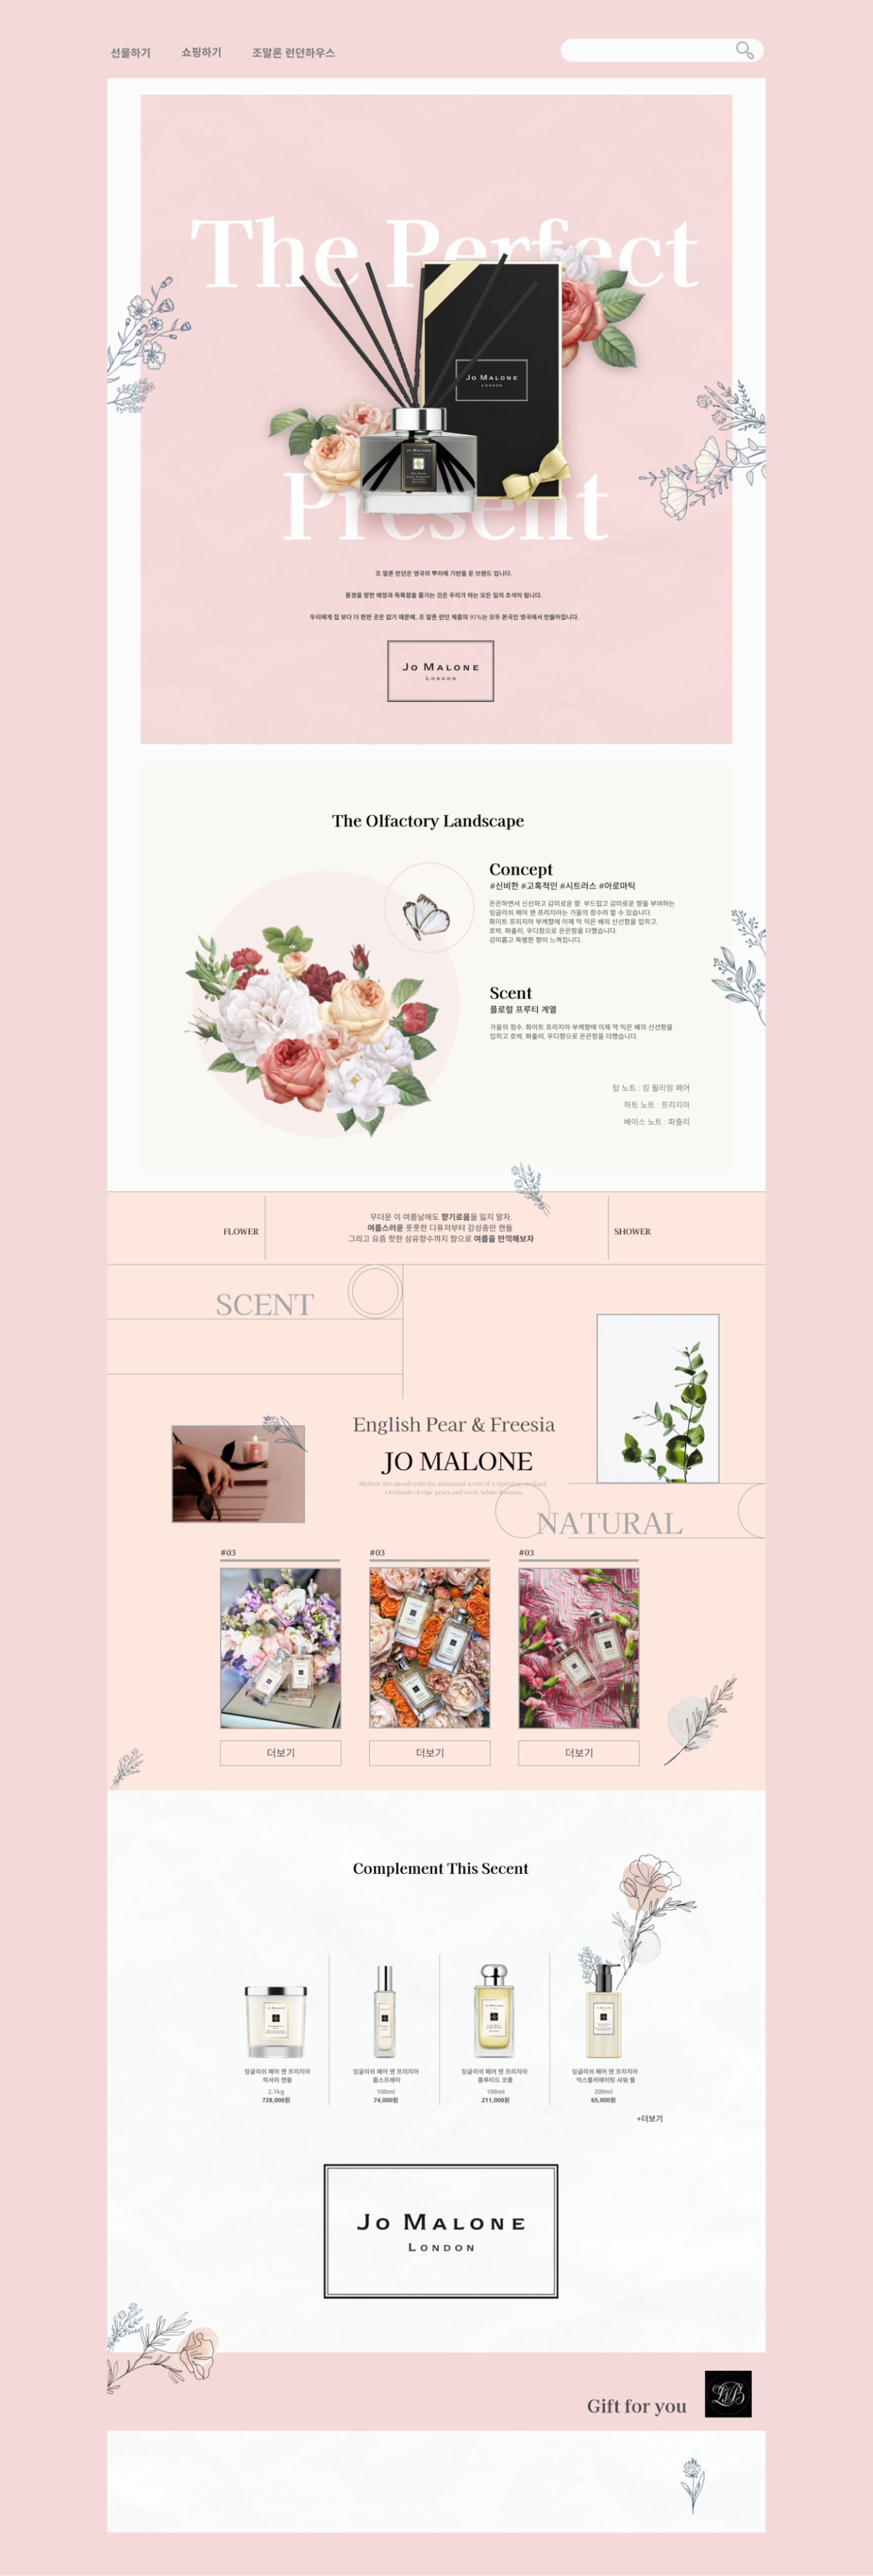 선물하기
쇼핑하기
조말론 런던하우스
The Perfect
JO MALONE
LONDON
JO MALONE
LONDON
Present
조 말론 런던은 영국의 뿌리에 기반을 둔 브랜드 입니다.
풍경을 향한 애정과 독특함을 즐기는 것은 우리가 하는 모든 일의 초석이 됩니다.
우리에게 집 보다 더 편한 곳은 없기 때문에, 조 말론 런던 제품의 97%는 모두 본국인 영국에서 만들어집니다.
JO MALONE
LONDON
The Olfactory Landscape
Concept
#신비한 #고혹적인 #시트러스 #아로마틱
은은하면서 신선하고 감미로운 향. 부드럽고 감미로운 향을 부여하는
잉글리쉬 페어 앤 프리지아는 가을의 정수라 할 수 있습니다.
화이트 프리지아 부케향에 이제 막 익은 배의 신선함을 입히고,
호박, 파출리, 우디향으로 은은함을 더했습니다.
감미롭고 특별한 향이 느껴집니다.
Scent
플로럴 프루티 계열
가을의 정수. 화이트 프리지아 부케향에 이제 막 익은 배의 신선함을
입히고 호박, 파출리, 우디향으로 은은함을 더했습니다.
탑 노트 : 킹 윌리엄 페어
하트 노트 : 프리지아
베이스 노트 : 파출리
FLOWER
무더운 이 여름날에도 향기로움을 잃지 말자.
여름스러운 풋풋한 디퓨저부터 감성충만 캔들
그리고 요즘 핫한 섬유향수까지 향으로 여름을 만끽해보자
SHOWER
SCENT
English Pear & Freesia
JO MALONE
Mellow the mood with the autumnal scent of a ripening orchard.
Orchards of ripe pears and cool, white freesias.
NATURAL
#03
#03
#03
더보기
더보기
더보기
Complement This Secent
JO MALONE
JO MALONE
잉글리쉬 페어 앤 프리지아
럭셔리 캔들
2.1kg
728,000원
잉글리쉬 페어 앤 프리지아
룸스프레이
100ml
74,000원
잉글리쉬 페어 앤 프리지아
플루티드 코롱
100ml
211,000원
잉글리쉬 페어 앤 프리지아
익스폴리에이팅 샤워 젤
200ml
65,000원
+더보기
JO MALONE
LONDON
Gift for you